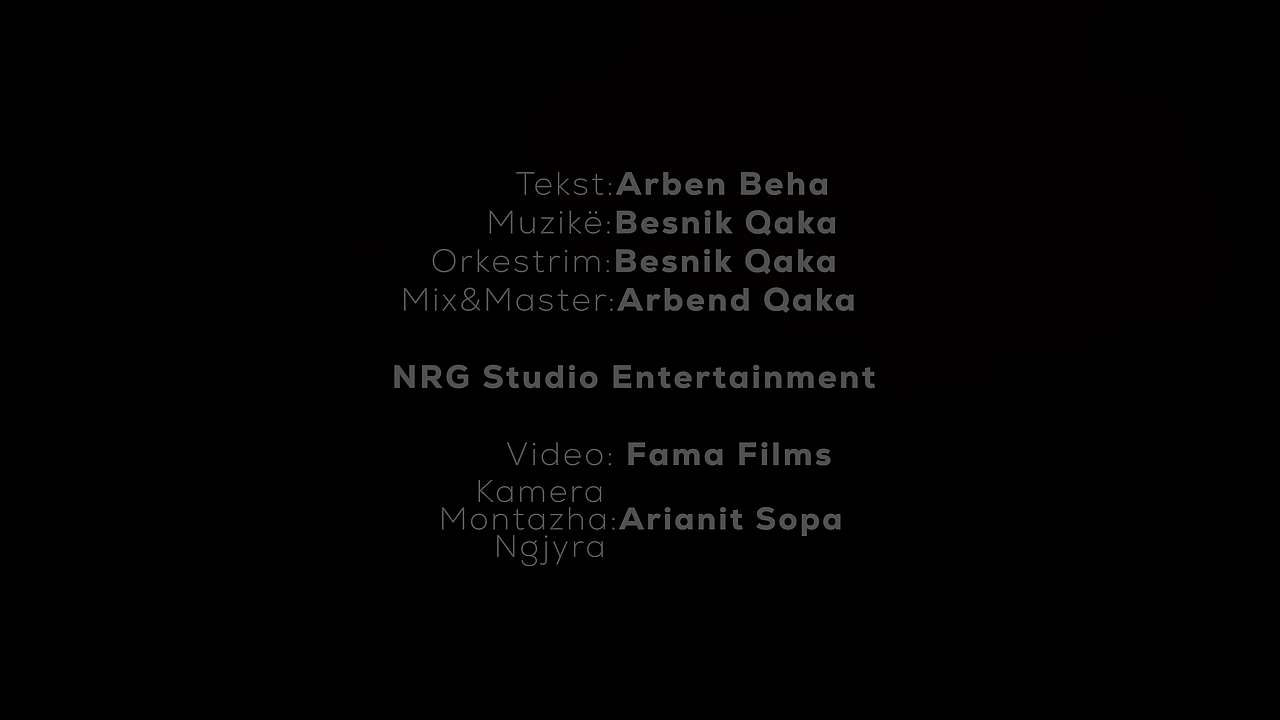 Tekst:Arben Beha
Muzikë:Besnik Qaka
Orkestrim:Besnik Qaka
Mix&Master:Arbend Qaka
NRG Studio Entertainment
Video: Fama Films
Kamera
Montazha:Arianit Sopa
Ngjyra